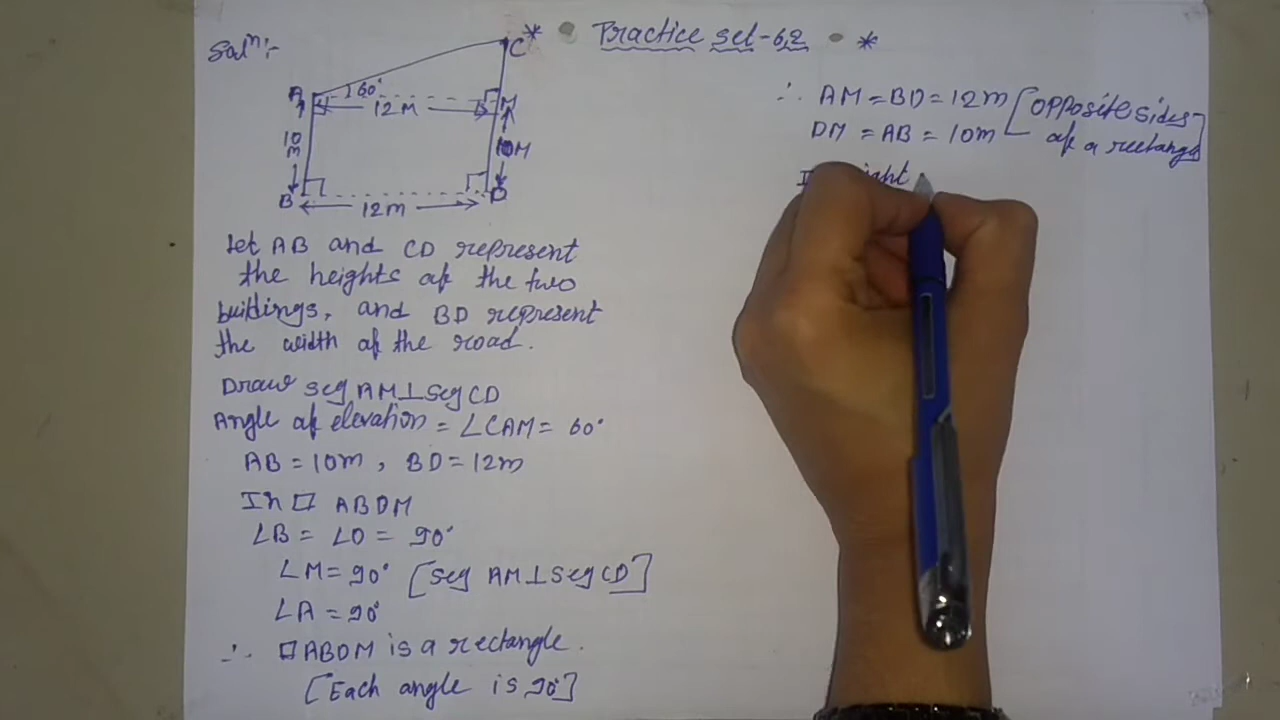 * Practice set-6.2 *
Solⁿ:-
C
A
60°
12 M
M
10 M
10M
B
D
12 M
Let AB and CD represent
the heights of the two
buildings, and BD represent
the width of the road.
Draw seg AM ⊥ seg CD
Angle of elevation = ∠CAM = 60°
AB = 10m, BD = 12m
In □ ABDM
∠B = ∠D = 90°
∠M = 90° [seg AM ⊥ seg CD]
∠A = 90°
∴ □ABDM is a rectangle.
[Each angle is 90°]
∴ AM = BD = 12m [opposite sides
DM = AB = 10m of a rectangle]